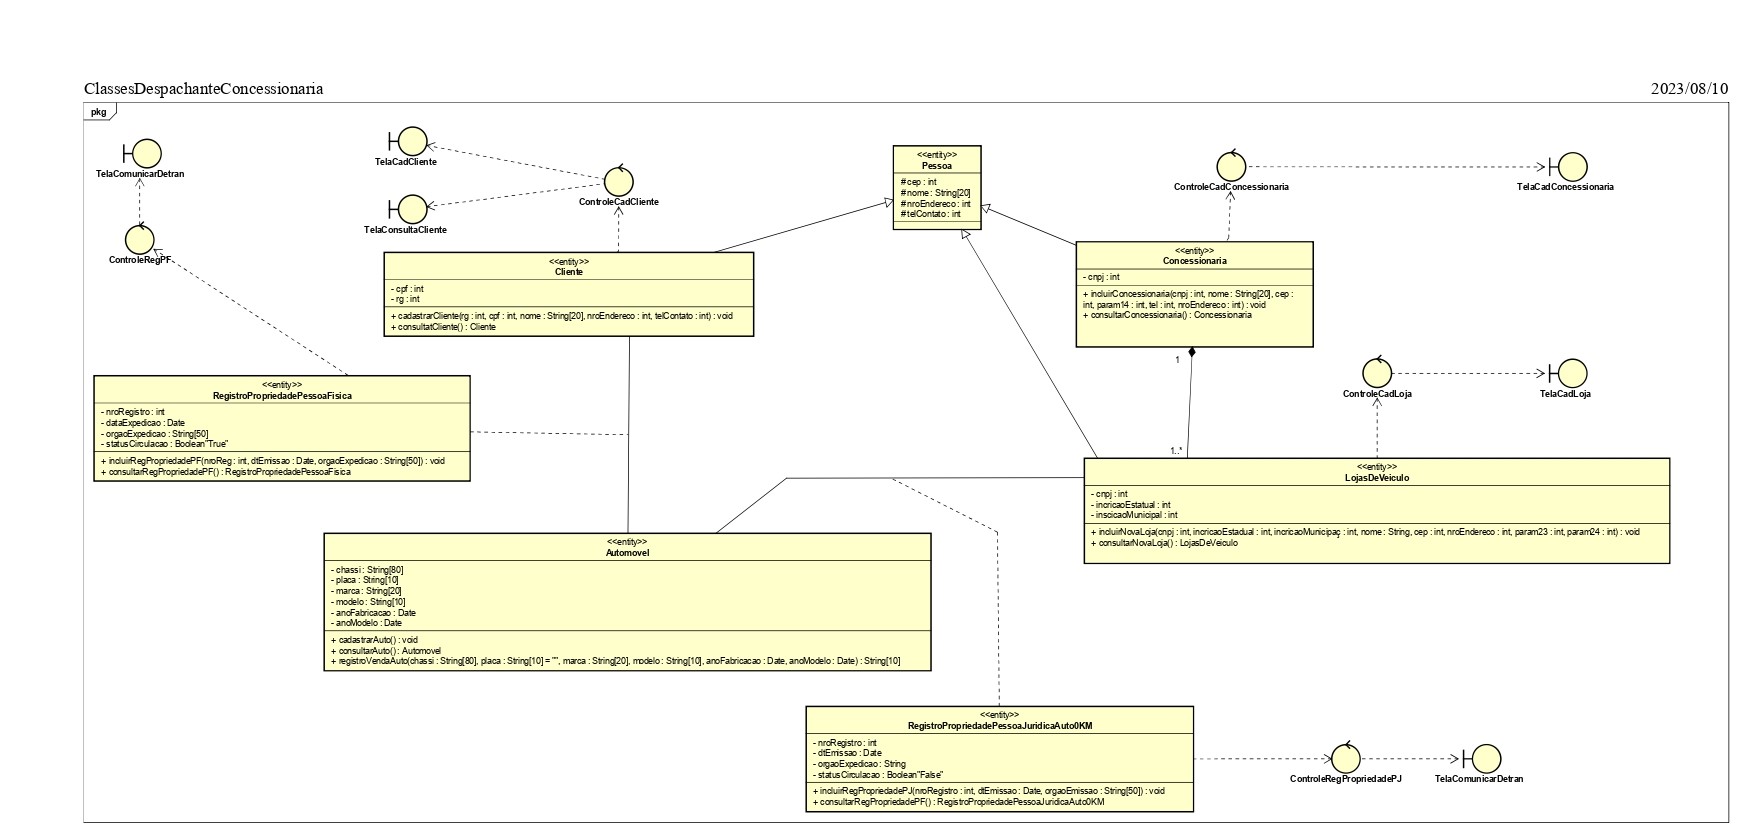 ClassesDespachanteConcessionaria
2023/08/10
pkg
TelaComunicarDetran
ControleRegPF
TelaCadCliente
TelaConsultaCliente
ControleCadCliente
<<entity>>
Pessoa
# cep : int
# nome : String[20]
# nroEndereco : int
# telContato : int
ControleCadConcessionaria
TelaCadConcessionaria
<<entity>>
Cliente
- cpf : int
- rg : int
+ cadastrarCliente(rg : int, cpf : int, nome : String[20], nroEndereco : int, telContato : int) : void
+ consultatCliente() : Cliente
<<entity>>
Concessionaria
- cnpj : int
+ incluirConcessionaria(cnpj : int, nome : String[20], cep :
int, param14 : int, tel : int, nroEndereco : int) : void
+ consultarConcessionaria() : Concessionaria
1
1..*
ControleCadLoja
TelaCadLoja
<<entity>>
RegistroPropriedadePessoaFisica
- nroRegistro : int
- dataExpedicao : Date
- orgaoExpedicao : String[50]
- statusCirculacao : Boolean"True"
+ incluirRegPropriedadePF(nroReg : int, dtEmissao : Date, orgaoExpedicao : String[50]) : void
+ consultarRegPropriedadePF() : RegistroPropriedadePessoaFisica
<<entity>>
LojasDeVeiculo
- cnpj : int
- incricaoEstatual : int
- inscicaoMunicipal : int
+ incluirNovaLoja(cnpj : int, incricaoEstadual : int, incricaoMunicipaç : int, nome : String, cep : int, nroEndereco : int, param23 : int, param24 : int) : void
+ consultarNovaLoja() : LojasDeVeiculo
<<entity>>
Automovel
- chassi : String[80]
- placa : String[10]
- marca : String[20]
- modelo : String[10]
- anoFabricacao : Date
- anoModelo : Date
+ cadastrarAuto() : void
+ consultarAuto() : Automovel
+ registroVendaAuto(chassi : String[80], placa : String[10] = "", marca : String[20], modelo : String[10], anoFabricacao : Date, anoModelo : Date) : String[10]
<<entity>>
RegistroPropriedadePessoaJuridicaAuto0KM
- nroRegistro : int
- dtEmissao : Date
- orgaoExpedicao : String
- statusCirculacao : Boolean"False"
+ incluirRegPropriedadePJ(nroRegistro : int, dtEmissao : Date, orgaoEmissao : String[50]) : void
+ consultarRegPropriedadePF() : RegistroPropriedadePessoaJuridicaAuto0KM
ControleRegPropriedadePJ
TelaComunicarDetran